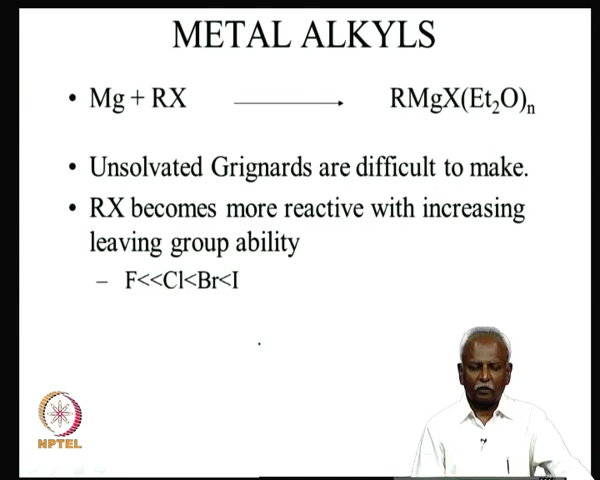 METAL ALKYLS
• Mg + RX ⟶ RMgX(Et₂O)ₙ
• Unsolvated Grignards are difficult to make.
• RX becomes more reactive with increasing
leaving group ability
– F<<Cl<Br<I
NPTEL